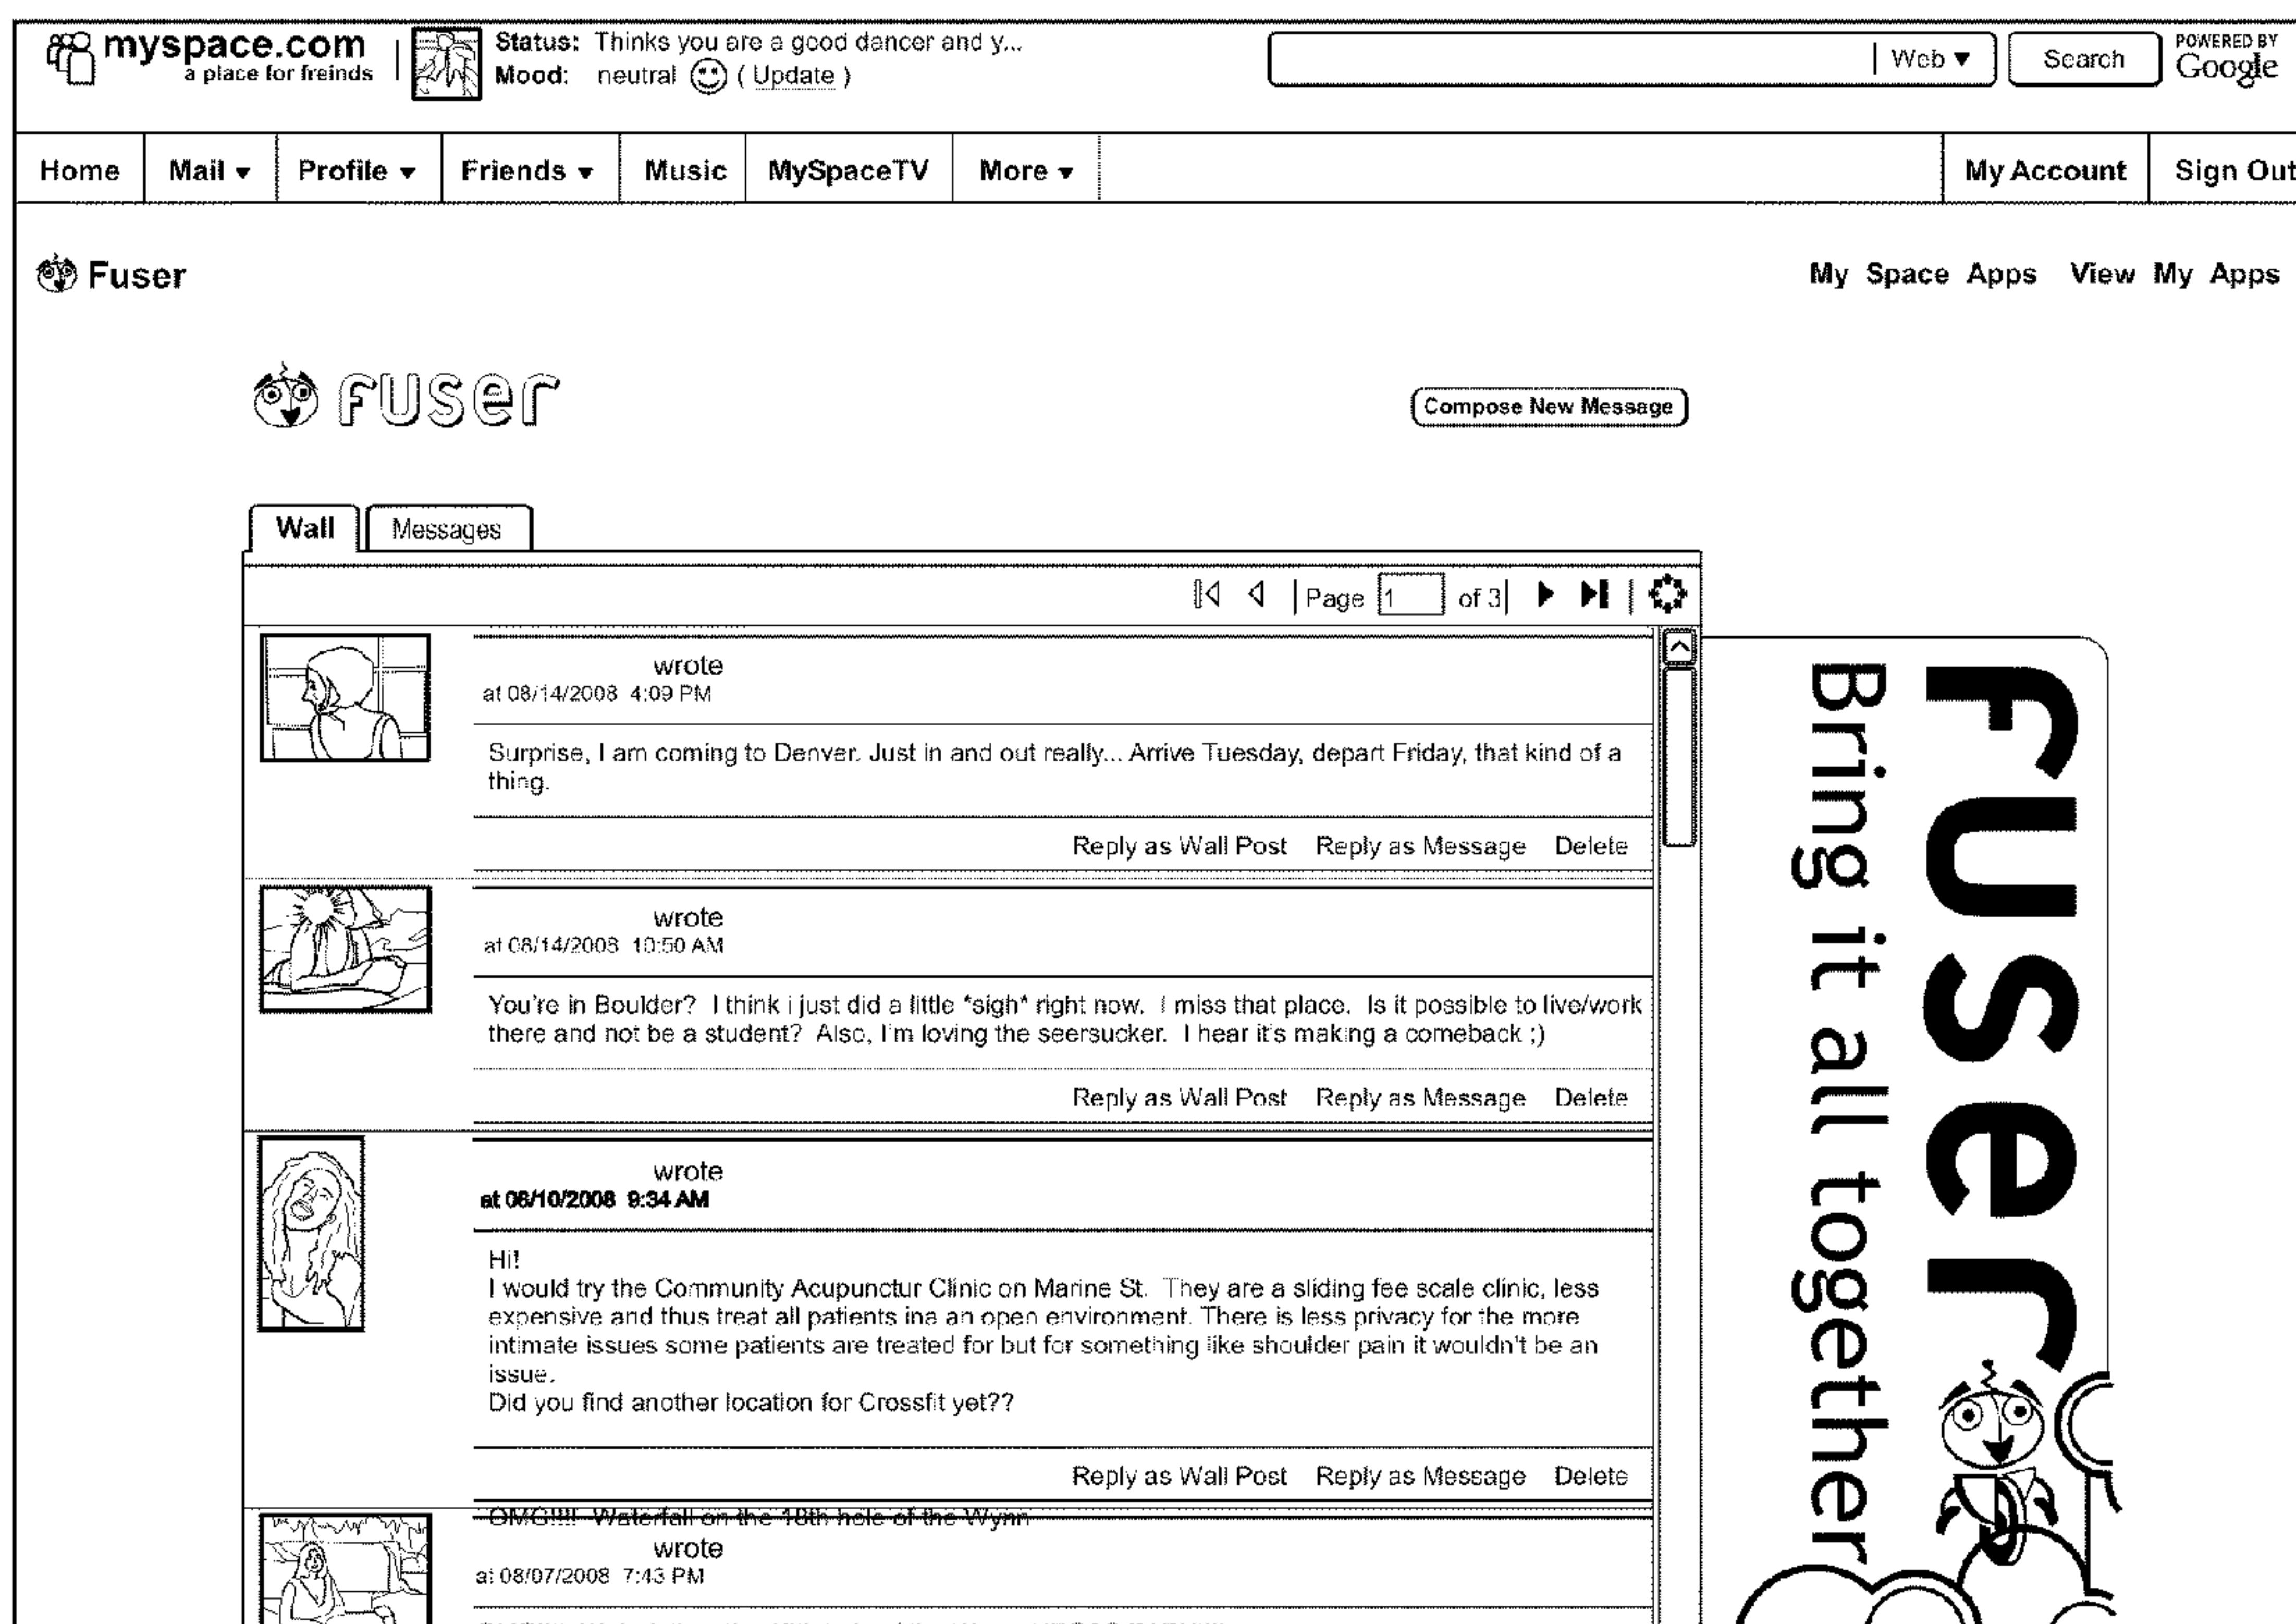 myspace.com
a place for freinds
Status: Thinks you are a good dancer and y...
Mood: neutral ( Update )
Web ▼
Search
POWERED BY
Google
Home Mail ▼ Profile ▼ Friends ▼ Music MySpaceTV More ▼ My Account Sign Out
Fuser
My Space Apps View My Apps
Fuser
Compose New Message
Wall Messages
Page 1 of 3
wrote
at 08/14/2008 4:09 PM
Surprise, I am coming to Denver. Just in and out really... Arrive Tuesday, depart Friday, that kind of a
thing.
Reply as Wall Post Reply as Message Delete
wrote
at 08/14/2008 10:50 AM
You're in Boulder? I think i just did a little *sigh* right now. I miss that place. Is it possible to live/work
there and not be a student? Also, I'm loving the seersucker. I hear it's making a comeback ;)
Reply as Wall Post Reply as Message Delete
wrote
at 08/10/2008 9:34 AM
Hi!
I would try the Community Acupunctur Clinic on Marine St. They are a sliding fee scale clinic, less
expensive and thus treat all patients ina an open environment. There is less privacy for the more
intimate issues some patients are treated for but for something like shoulder pain it wouldn't be an
issue.
Did you find another location for Crossfit yet??
Reply as Wall Post Reply as Message Delete
OMG!!!! Waterfall on the 18th hole of the Wynn
wrote
at 08/07/2008 7:43 PM
Fuser
Bring it all together